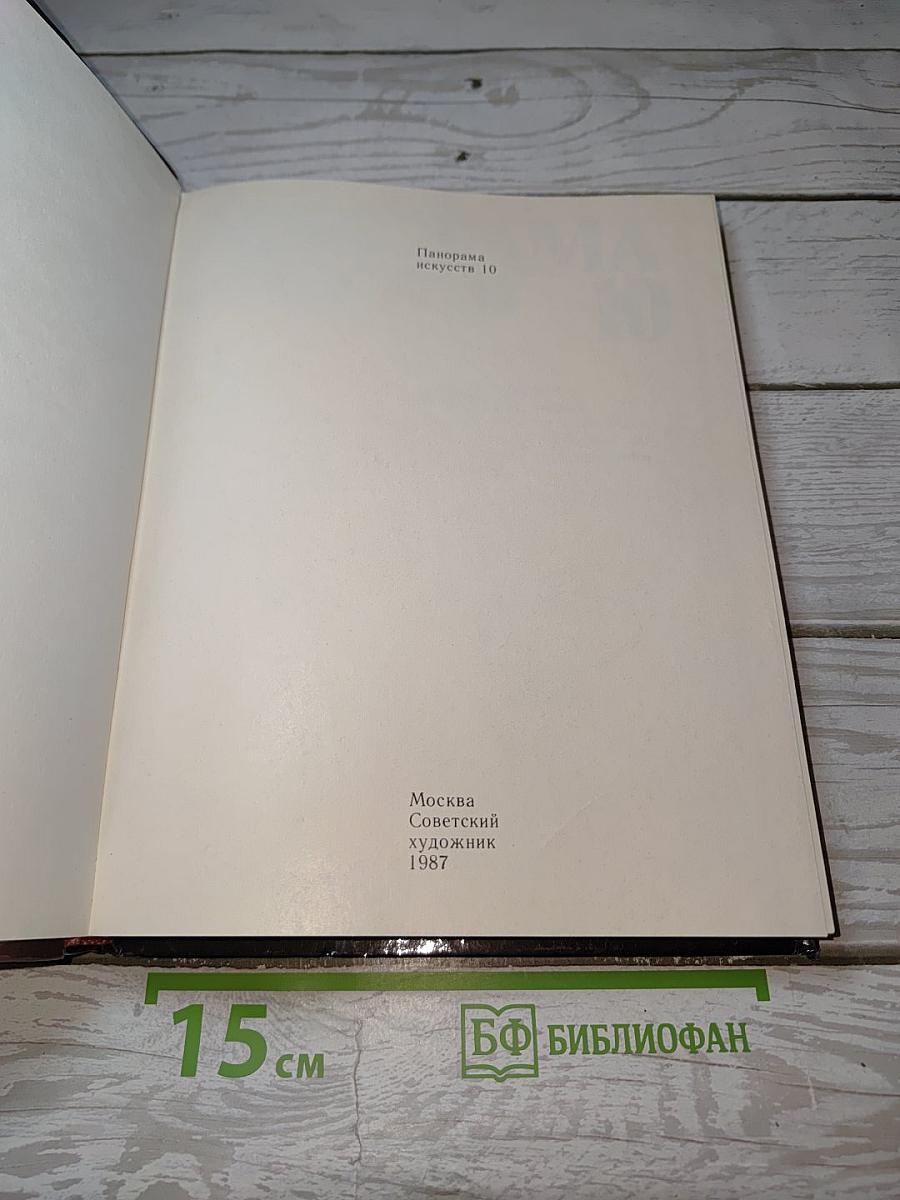 Панорама
искусств 10
Москва
Советский
художник
1987
15 см
БФ БИБЛИОФАН